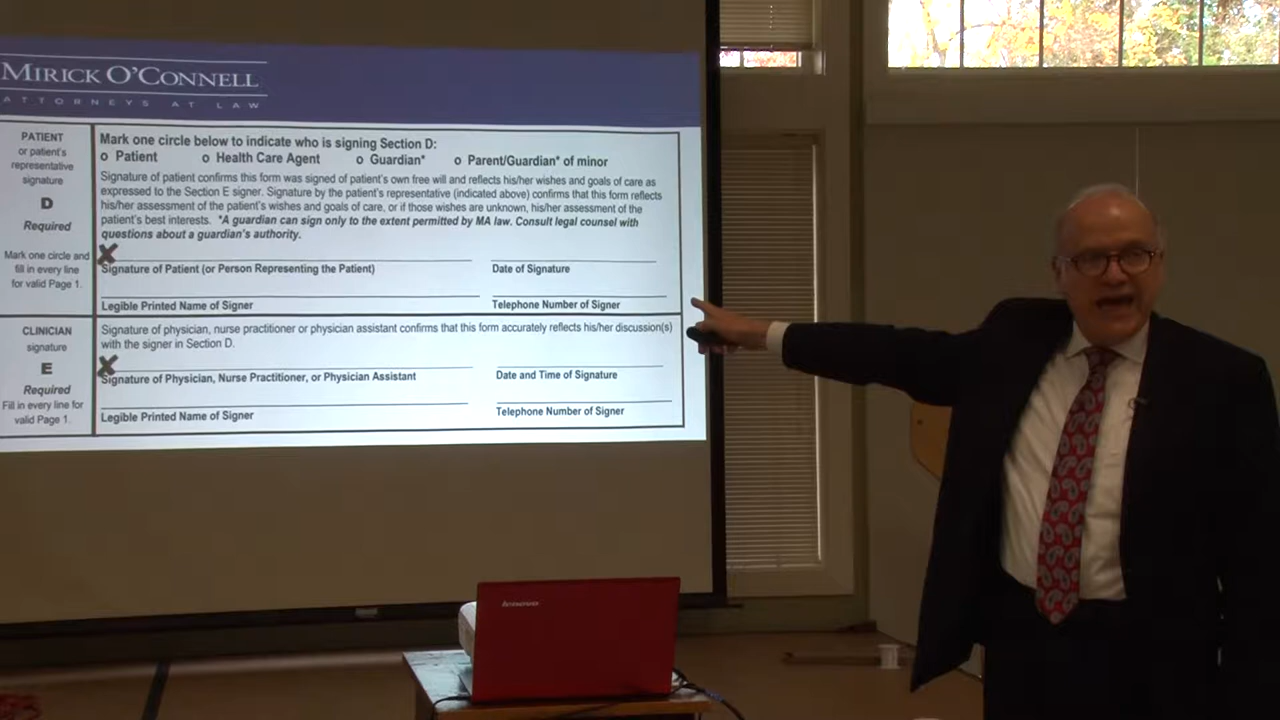 MIRICK O'CONNELL
ATTORNEYS AT LAW
PATIENT
or patient's
representative
signature
D
Required
Mark one circle and
fill in every line
for valid Page 1.
Mark one circle below to indicate who is signing Section D:
o Patient o Health Care Agent o Guardian* o Parent/Guardian* of minor
Signature of patient confirms this form was signed of patient's own free will and reflects his/her wishes and goals of care as
expressed to the Section E signer. Signature by the patient's representative (indicated above) confirms that this form reflects
his/her assessment of the patient's wishes and goals of care, or if those wishes are unknown, his/her assessment of the
patient's best interests. *A guardian can sign only to the extent permitted by MA law. Consult legal counsel with
questions about a guardian's authority.
X
Signature of Patient (or Person Representing the Patient) Date of Signature
Legible Printed Name of Signer Telephone Number of Signer
CLINICIAN
signature
E
Required
Fill in every line for
valid Page 1.
Signature of physician, nurse practitioner or physician assistant confirms that this form accurately reflects his/her discussion(s)
with the signer in Section D.
X
Signature of Physician, Nurse Practitioner, or Physician Assistant Date and Time of Signature
Legible Printed Name of Signer Telephone Number of Signer
lenovo